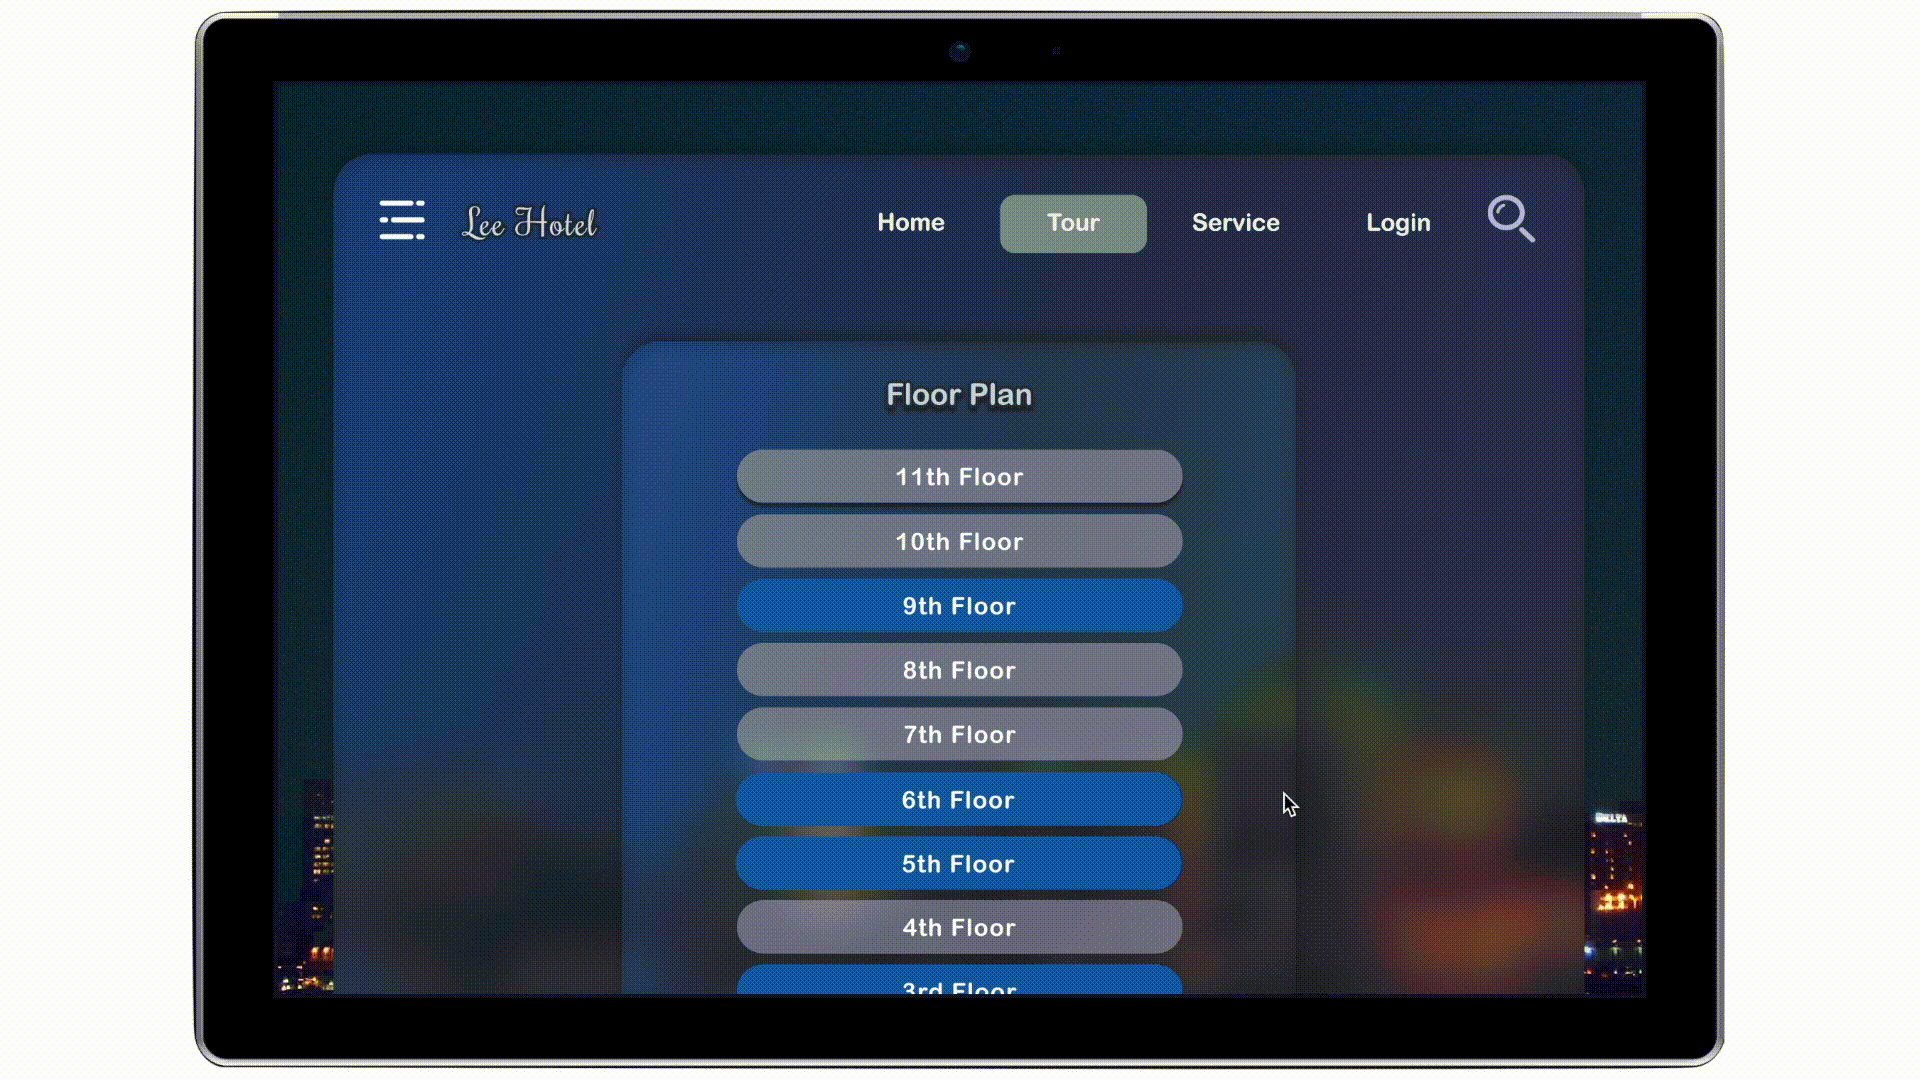 Lee Hotel
Home
Tour
Service
Login
Floor Plan
11th Floor
10th Floor
9th Floor
8th Floor
7th Floor
6th Floor
5th Floor
4th Floor
3rd Floor